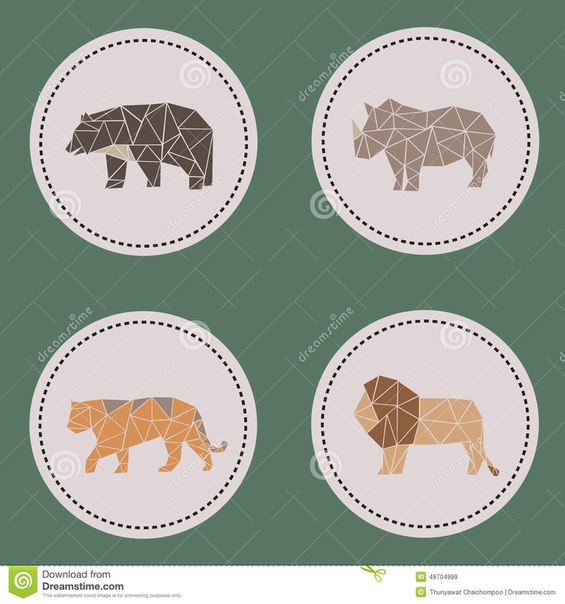 dreamstime
dreamstime
dreamstime
dreamstime
dreamstime
dreamstime
dreamstime
Download from
Dreamstime.com
This watermarked comp image is for previewing purposes only.
49704999
Thunyawat Chaichompoo | Dreamstime.com